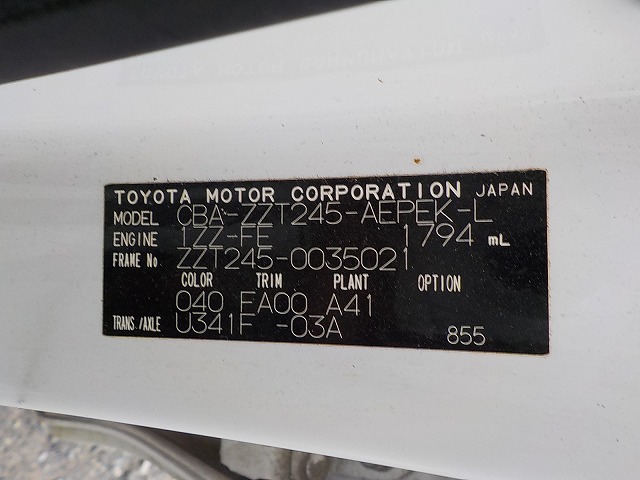 TOYOTA MOTOR CORPORATION JAPAN
MODEL CBA-ZZT245-AEPEK-L
ENGINE 1ZZ-FE 1794 mL
FRAME No ZZT245-0035021
COLOR TRIM PLANT OPTION
040 FA00 A41
TRANS./AXLE U341F -03A 855